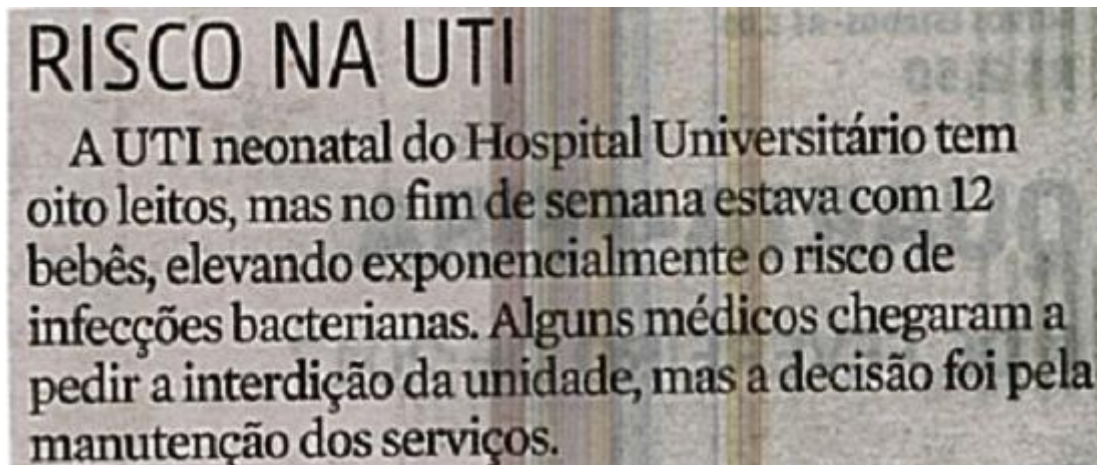 RISCO NA UTI
A UTI neonatal do Hospital Universitário tem
oito leitos, mas no fim de semana estava com 12
bebês, elevando exponencialmente o risco de
infecções bacterianas. Alguns médicos chegaram a
pedir a interdição da unidade, mas a decisão foi pela
manutenção dos serviços.